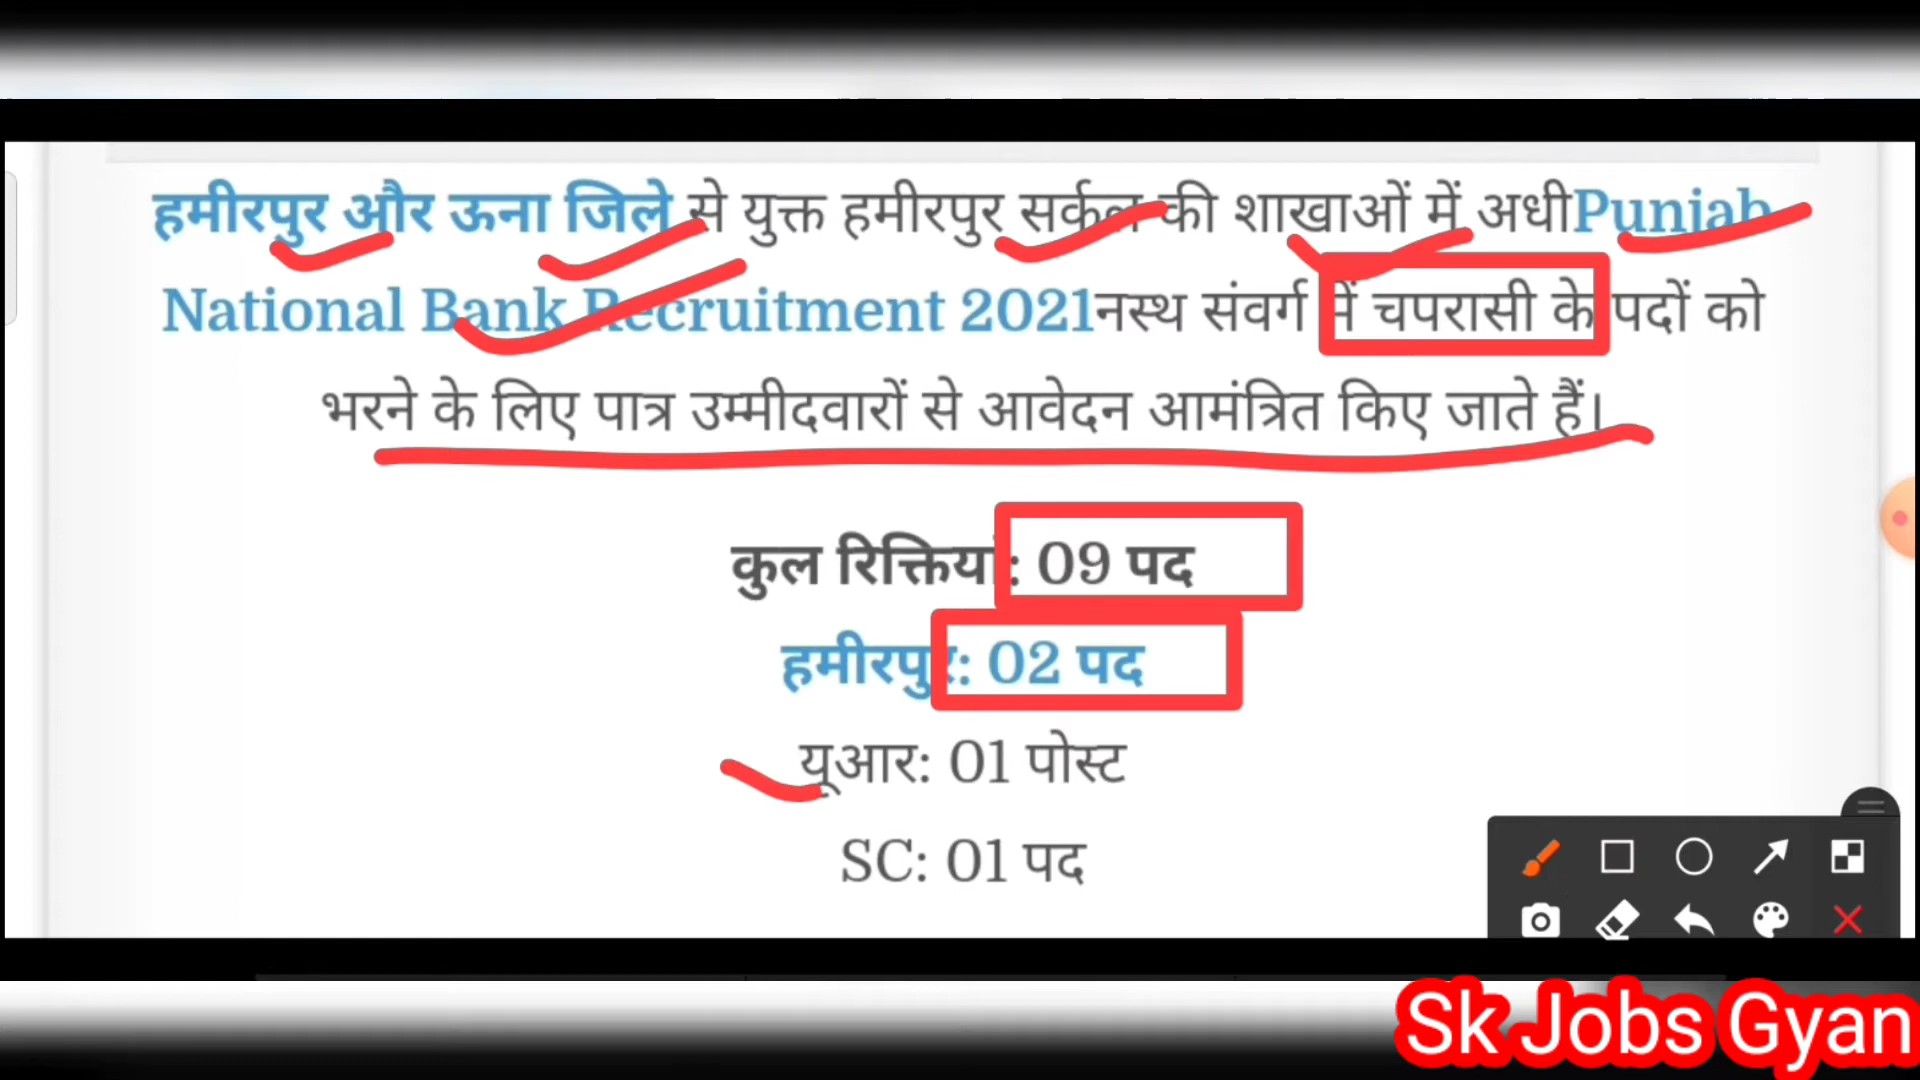 हमीरपुर और ऊना जिले से युक्त हमीरपुर सर्कल की शाखाओं में अधीPunjab
National Bank Recruitment 2021नस्थ संवर्ग में चपरासी के पदों को
भरने के लिए पात्र उम्मीदवारों से आवेदन आमंत्रित किए जाते हैं।
कुल रिक्तियां: 09 पद
हमीरपुर: 02 पद
यूआर: 01 पोस्ट
SC: 01 पद
Sk Jobs Gyan